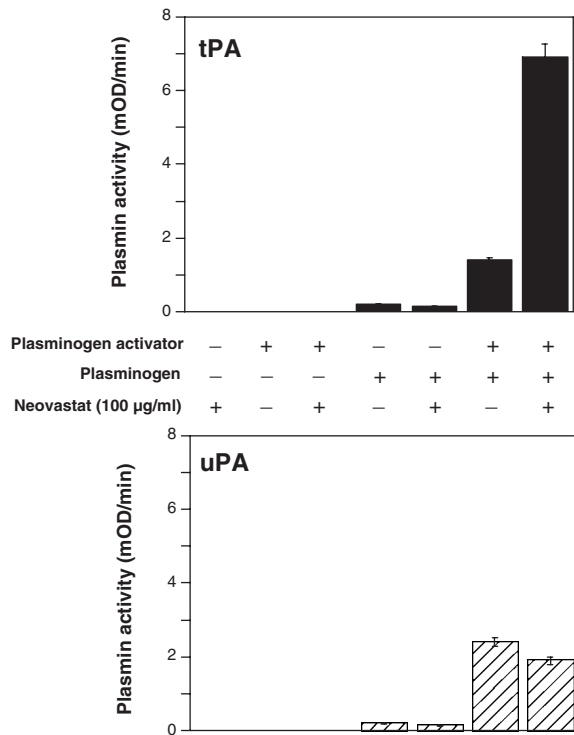 8
tPA
6
4
2
0
Plasmin activity (mOD/min)
Plasminogen activator – + + – – + +
Plasminogen – – – + + + +
Neovastat (100 µg/ml) + – + – + – +
8
uPA
6
4
2
0
Plasmin activity (mOD/min)